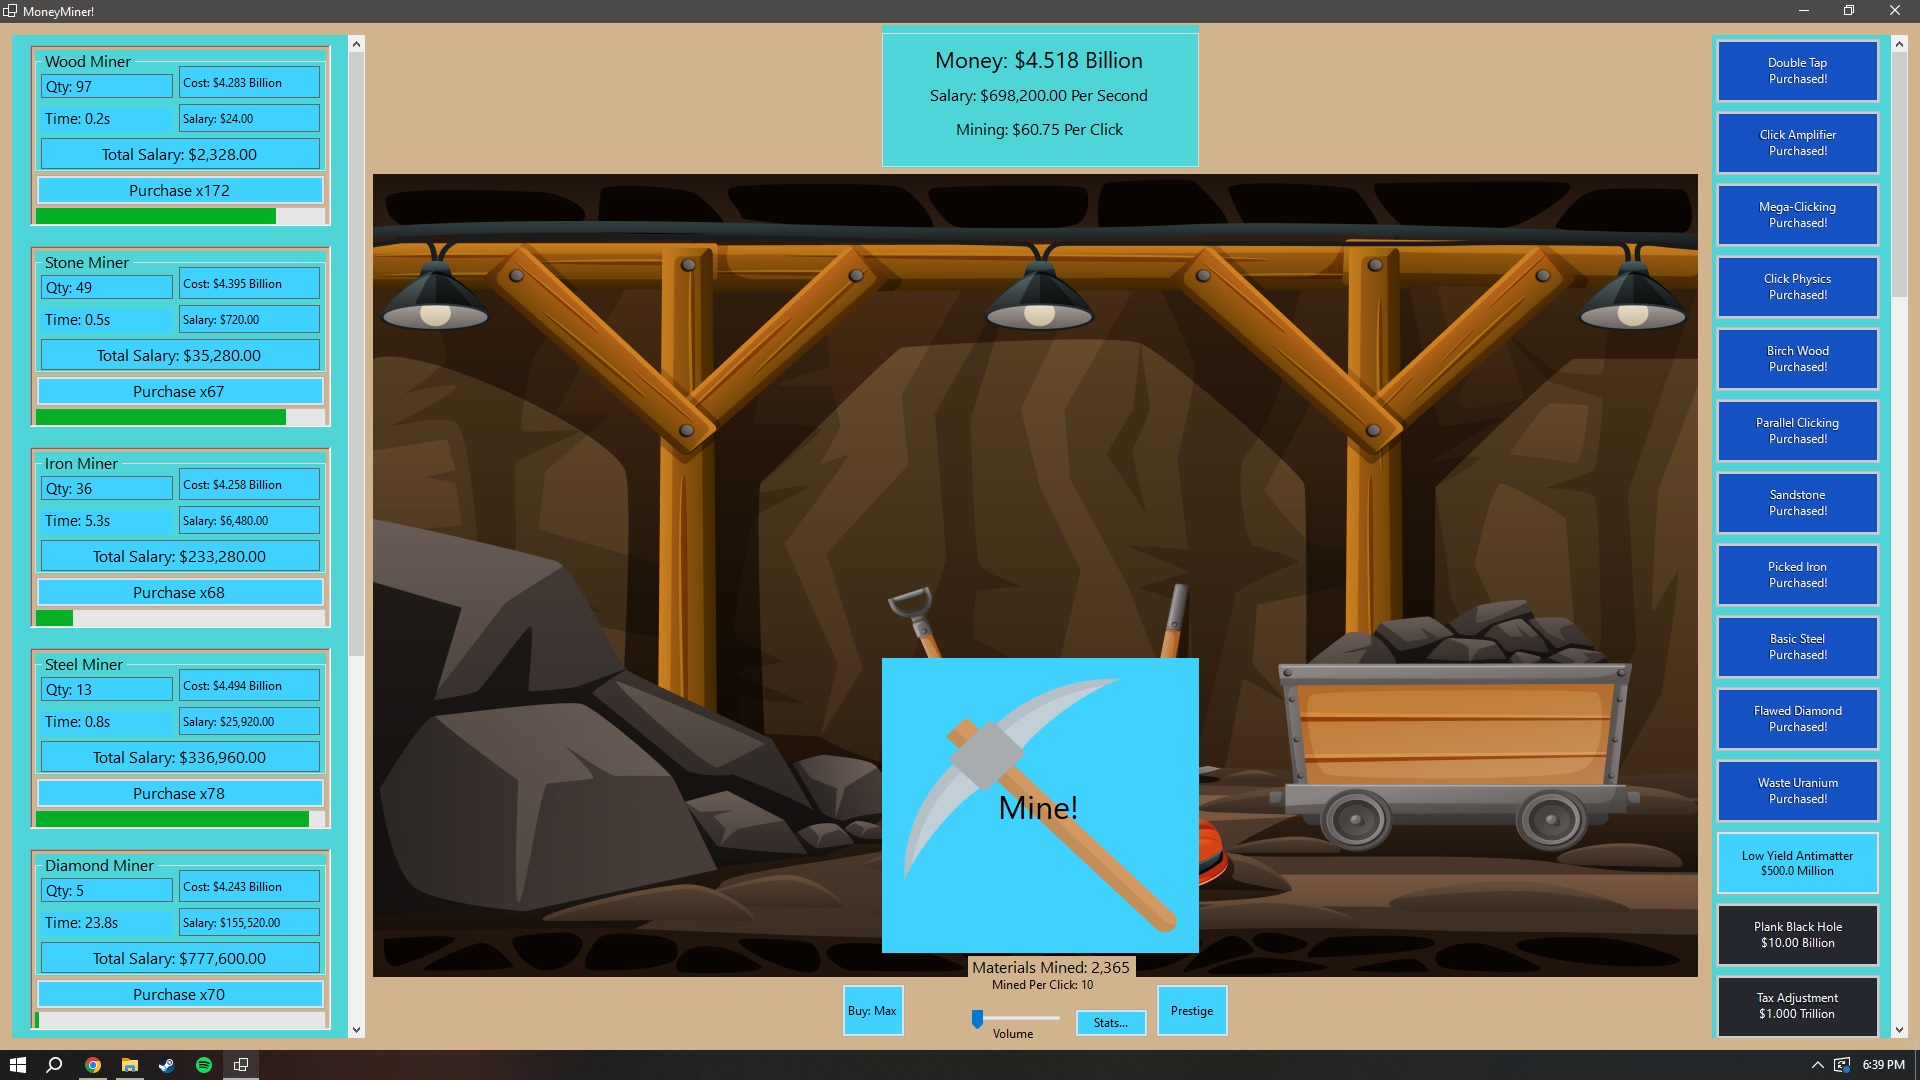 MoneyMiner!
Wood Miner
Qty: 97
Cost: $4.283 Billion
Time: 0.2s
Salary: $24.00
Total Salary: $2,328.00
Purchase x172
Stone Miner
Qty: 49
Cost: $4.395 Billion
Time: 0.5s
Salary: $720.00
Total Salary: $35,280.00
Purchase x67
Iron Miner
Qty: 36
Cost: $4.258 Billion
Time: 5.3s
Salary: $6,480.00
Total Salary: $233,280.00
Purchase x68
Steel Miner
Qty: 13
Cost: $4.494 Billion
Time: 0.8s
Salary: $25,920.00
Total Salary: $336,960.00
Purchase x78
Diamond Miner
Qty: 5
Cost: $4.243 Billion
Time: 23.8s
Salary: $155,520.00
Total Salary: $777,600.00
Purchase x70
Money: $4.518 Billion
Salary: $698,200.00 Per Second
Mining: $60.75 Per Click
Mine!
Materials Mined: 2,365
Mined Per Click: 10
Buy: Max
Volume
Stats...
Prestige
Double Tap
Purchased!
Click Amplifier
Purchased!
Mega-Clicking
Purchased!
Click Physics
Purchased!
Birch Wood
Purchased!
Parallel Clicking
Purchased!
Sandstone
Purchased!
Picked Iron
Purchased!
Basic Steel
Purchased!
Flawed Diamond
Purchased!
Waste Uranium
Purchased!
Low Yield Antimatter
$500.0 Million
Plank Black Hole
$10.00 Billion
Tax Adjustment
$1.000 Trillion
6:39 PM